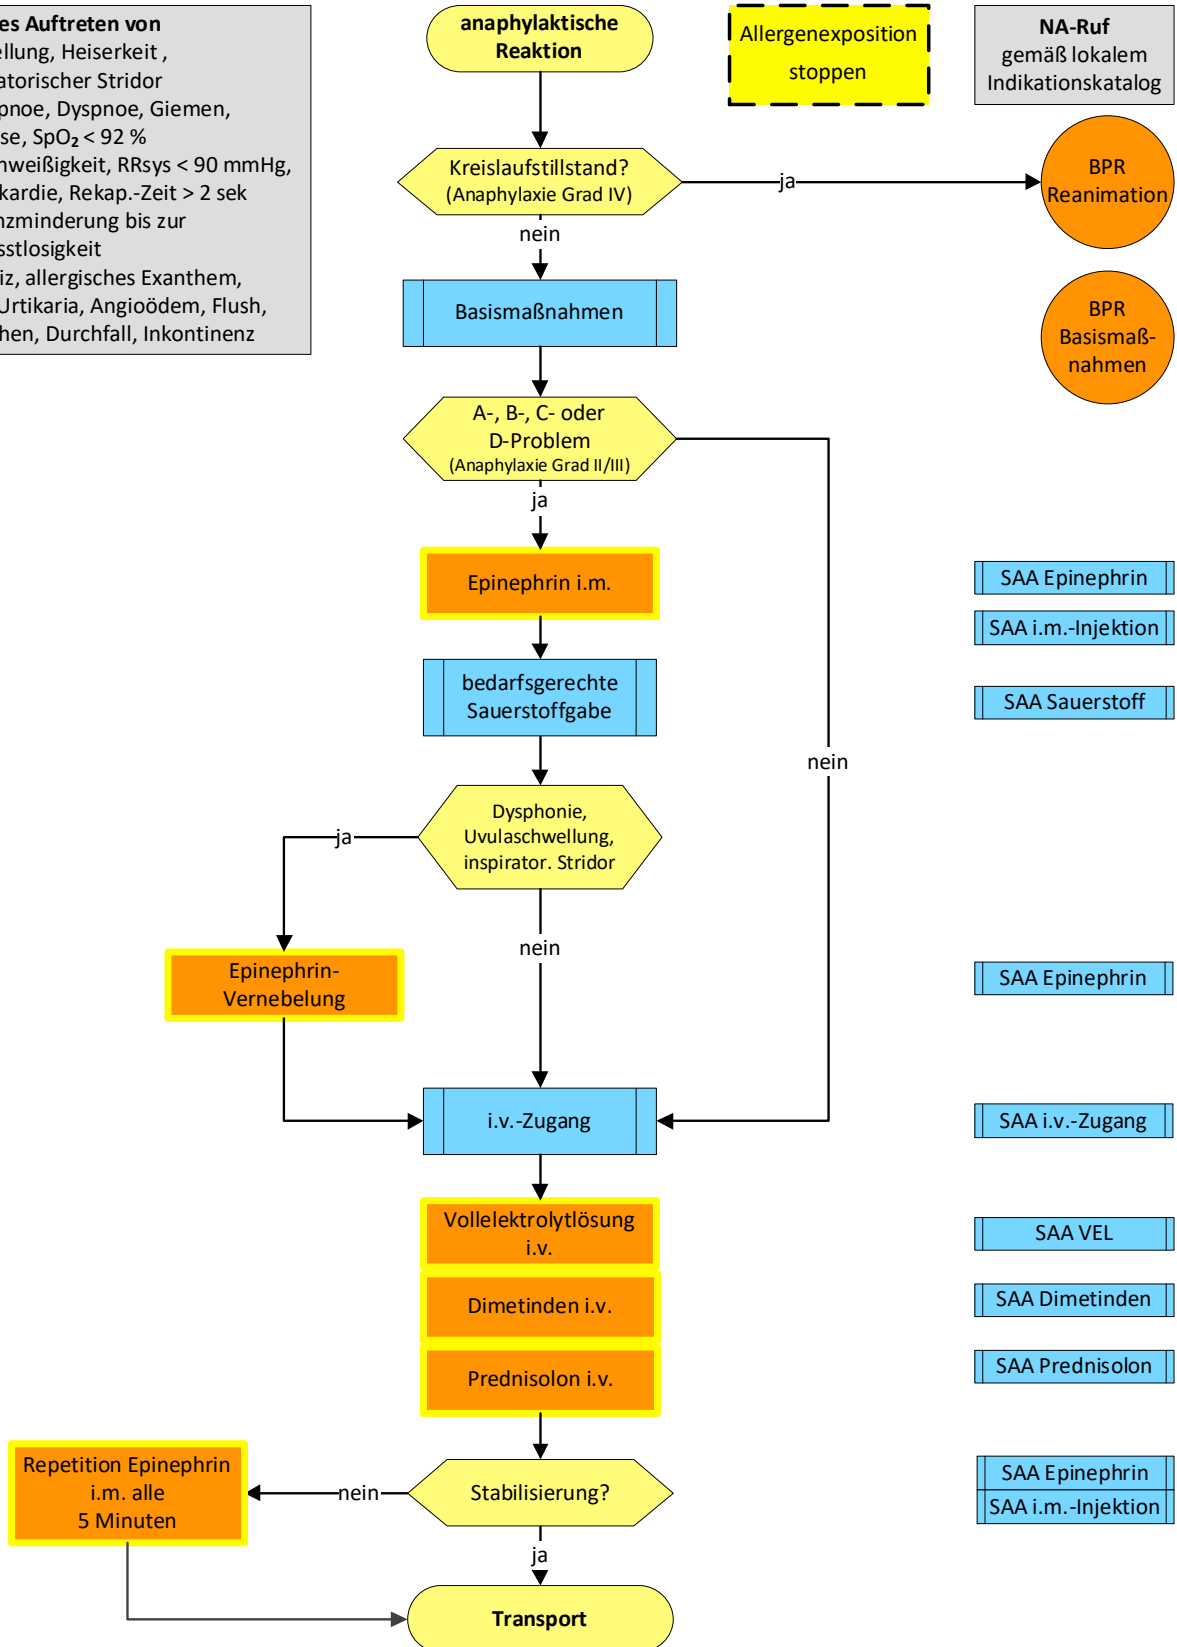 es Auftreten von
ellung, Heiserkeit ,
atorischer Stridor
pnoe, Dyspnoe, Giemen,
se, SpO₂ < 92 %
nweißigkeit, RRsys < 90 mmHg,
kardie, Rekap.-Zeit > 2 sek
nzminderung bis zur
sstlosigkeit
iz, allergisches Exanthem,
Urtikaria, Angioödem, Flush,
hen, Durchfall, Inkontinenz
anaphylaktische
Reaktion
Allergenexposition
stoppen
NA-Ruf
gemäß lokalem
Indikationskatalog
Kreislaufstillstand?
(Anaphylaxie Grad IV)
ja
BPR
Reanimation
nein
Basismaßnahmen
BPR
Basismaß-
nahmen
A-, B-, C- oder
D-Problem
(Anaphylaxie Grad II/III)
ja
Epinephrin i.m.
SAA Epinephrin
SAA i.m.-Injektion
bedarfsgerechte
Sauerstoffgabe
SAA Sauerstoff
nein
Dysphonie,
Uvulaschwellung,
inspirator. Stridor
ja
nein
Epinephrin-
Vernebelung
SAA Epinephrin
i.v.-Zugang
SAA i.v.-Zugang
Vollelektrolytlösung
i.v.
SAA VEL
Dimetinden i.v.
SAA Dimetinden
Prednisolon i.v.
SAA Prednisolon
Stabilisierung?
nein
Repetition Epinephrin
i.m. alle
5 Minuten
SAA Epinephrin
SAA i.m.-Injektion
ja
Transport